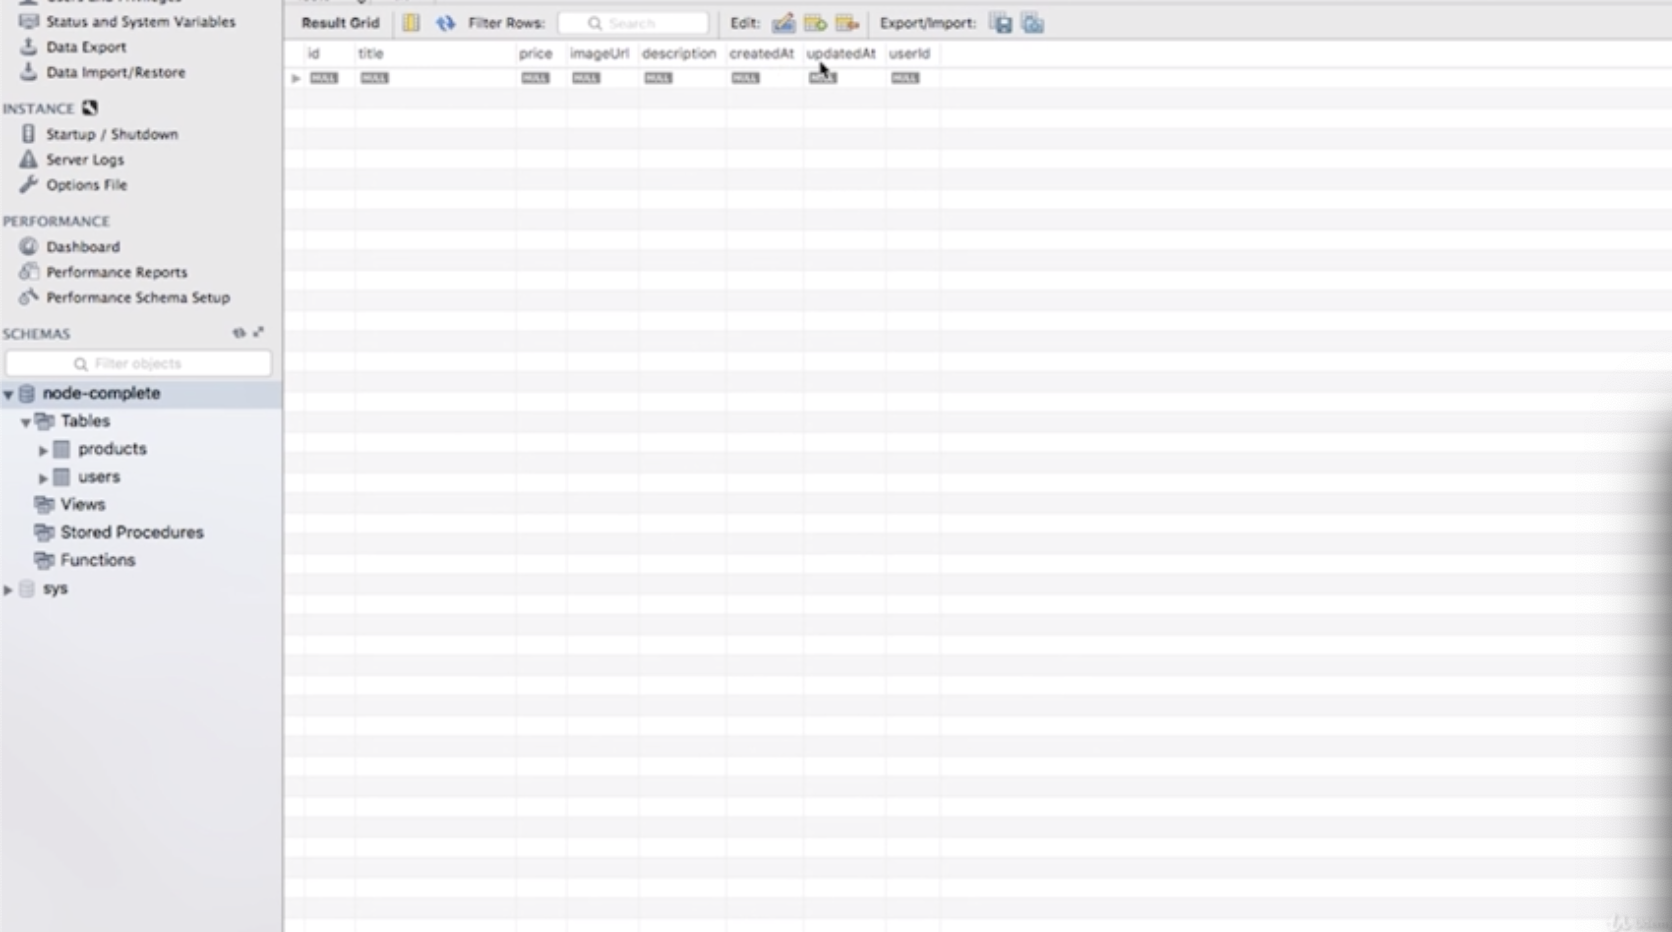 Status and System Variables
Data Export
Data Import/Restore
INSTANCE
Startup / Shutdown
Server Logs
Options File
PERFORMANCE
Dashboard
Performance Reports
Performance Schema Setup
SCHEMAS
Filter objects
node-complete
Tables
products
users
Views
Stored Procedures
Functions
sys
Result Grid Filter Rows: Search Edit: Export/Import:
id title price imageUrl description createdAt updatedAt userId
NULL NULL NULL NULL NULL NULL NULL NULL